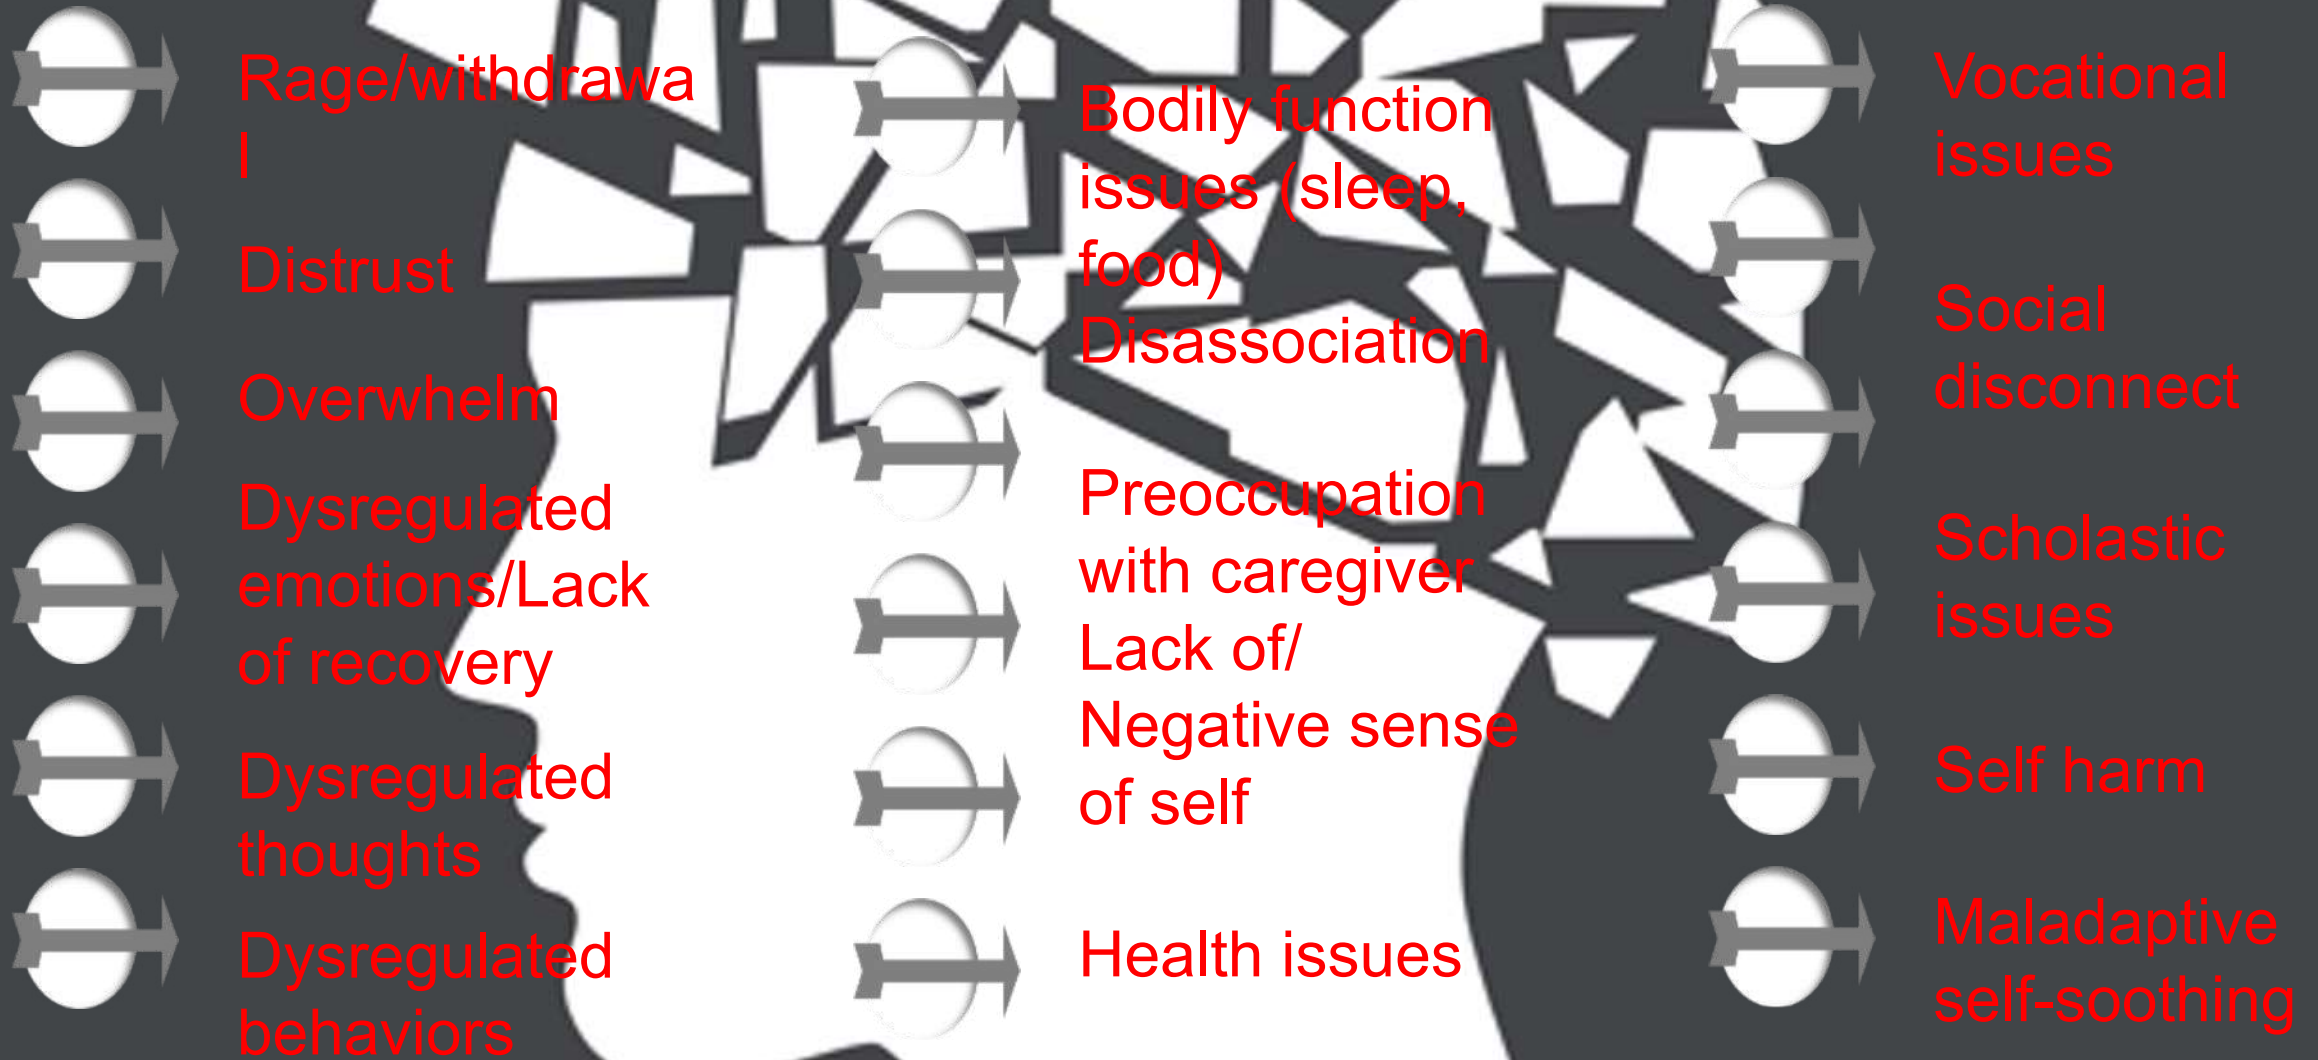 Rage/withdrawa
l
Distrust
Overwhelm
Dysregulated
emotions/Lack
of recovery
Dysregulated
thoughts
Dysregulated
behaviors
Bodily function
issues (sleep,
food)
Disassociation
Preoccupation
with caregiver
Lack of/
Negative sense
of self
Health issues
Vocational
issues
Social
disconnect
Scholastic
issues
Self harm
Maladaptive
self-soothing